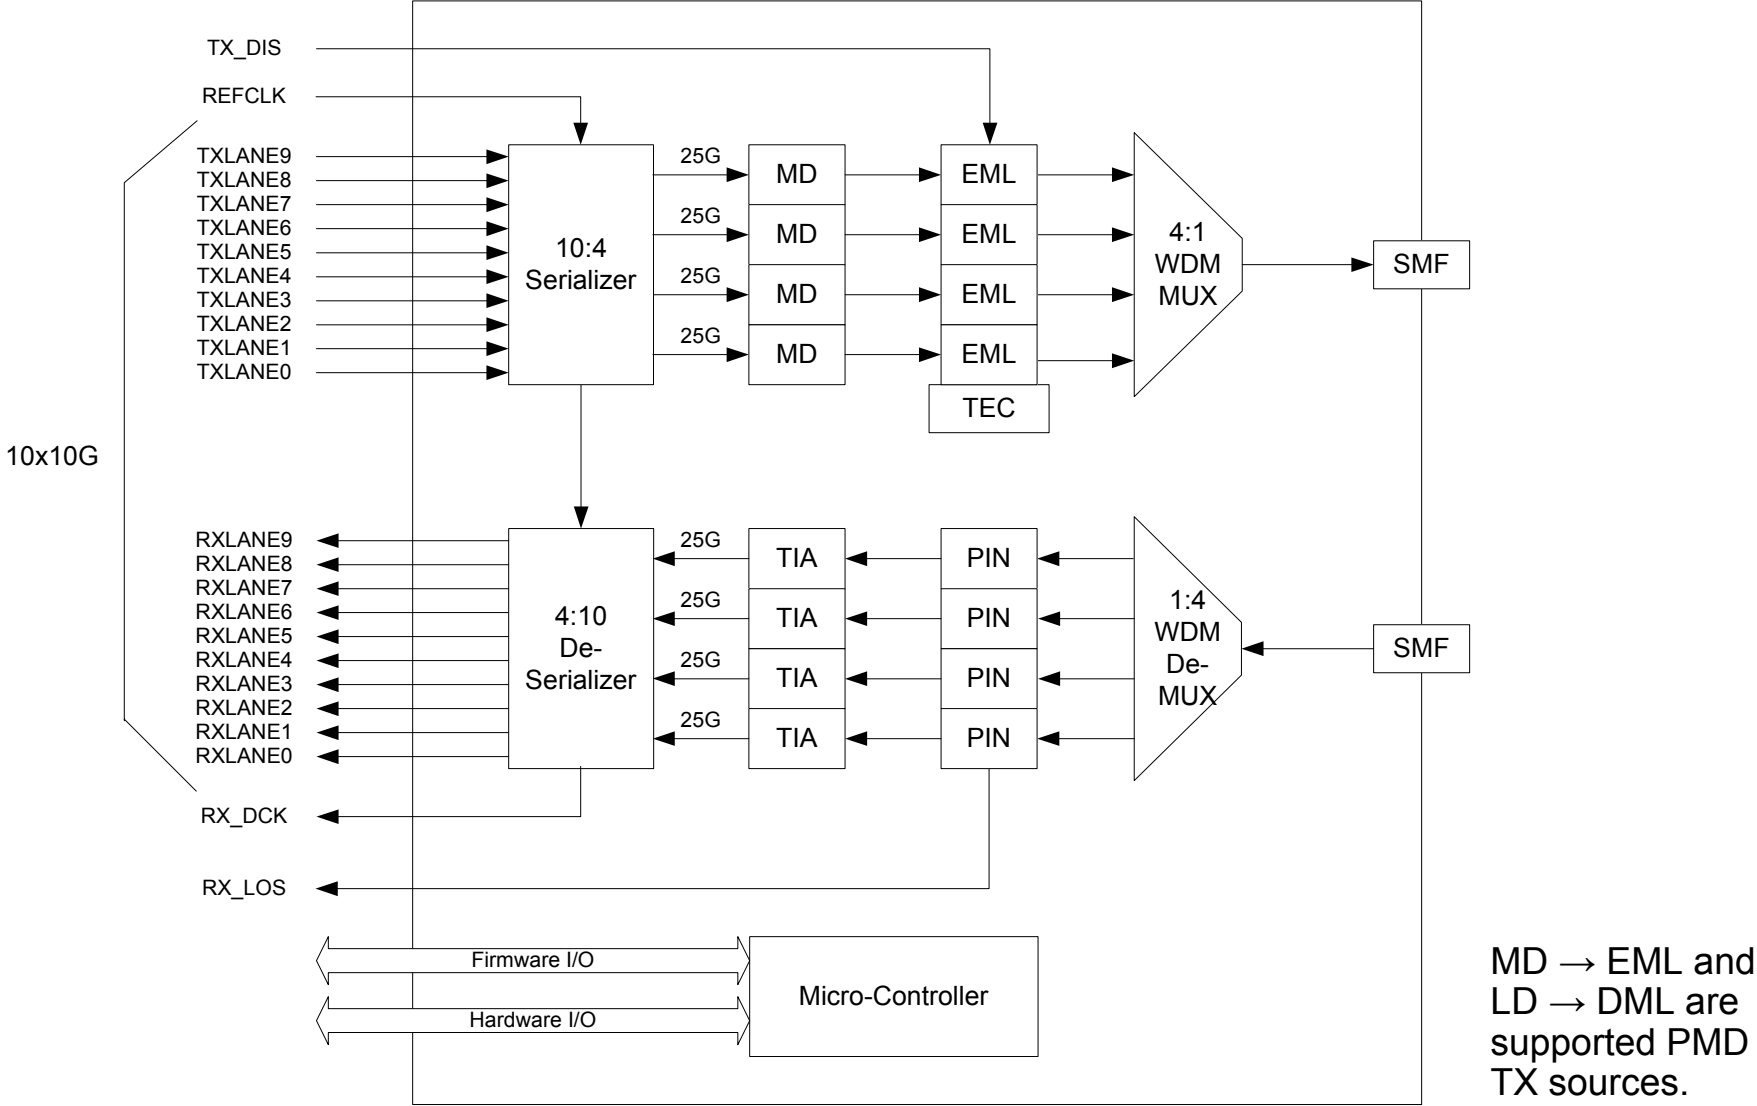 TX_DIS
REFCLK
TXLANE9
TXLANE8
TXLANE7
TXLANE6
TXLANE5
TXLANE4
TXLANE3
TXLANE2
TXLANE1
TXLANE0
10:4
Serializer
25G
25G
25G
25G
MD
MD
MD
MD
EML
EML
EML
EML
TEC
4:1
WDM
MUX
SMF
10x10G
RXLANE9
RXLANE8
RXLANE7
RXLANE6
RXLANE5
RXLANE4
RXLANE3
RXLANE2
RXLANE1
RXLANE0
4:10
De-
Serializer
25G
25G
25G
25G
TIA
TIA
TIA
TIA
PIN
PIN
PIN
PIN
1:4
WDM
De-
MUX
SMF
RX_DCK
RX_LOS
Firmware I/O
Hardware I/O
Micro-Controller
MD → EML and
LD → DML are
supported PMD
TX sources.